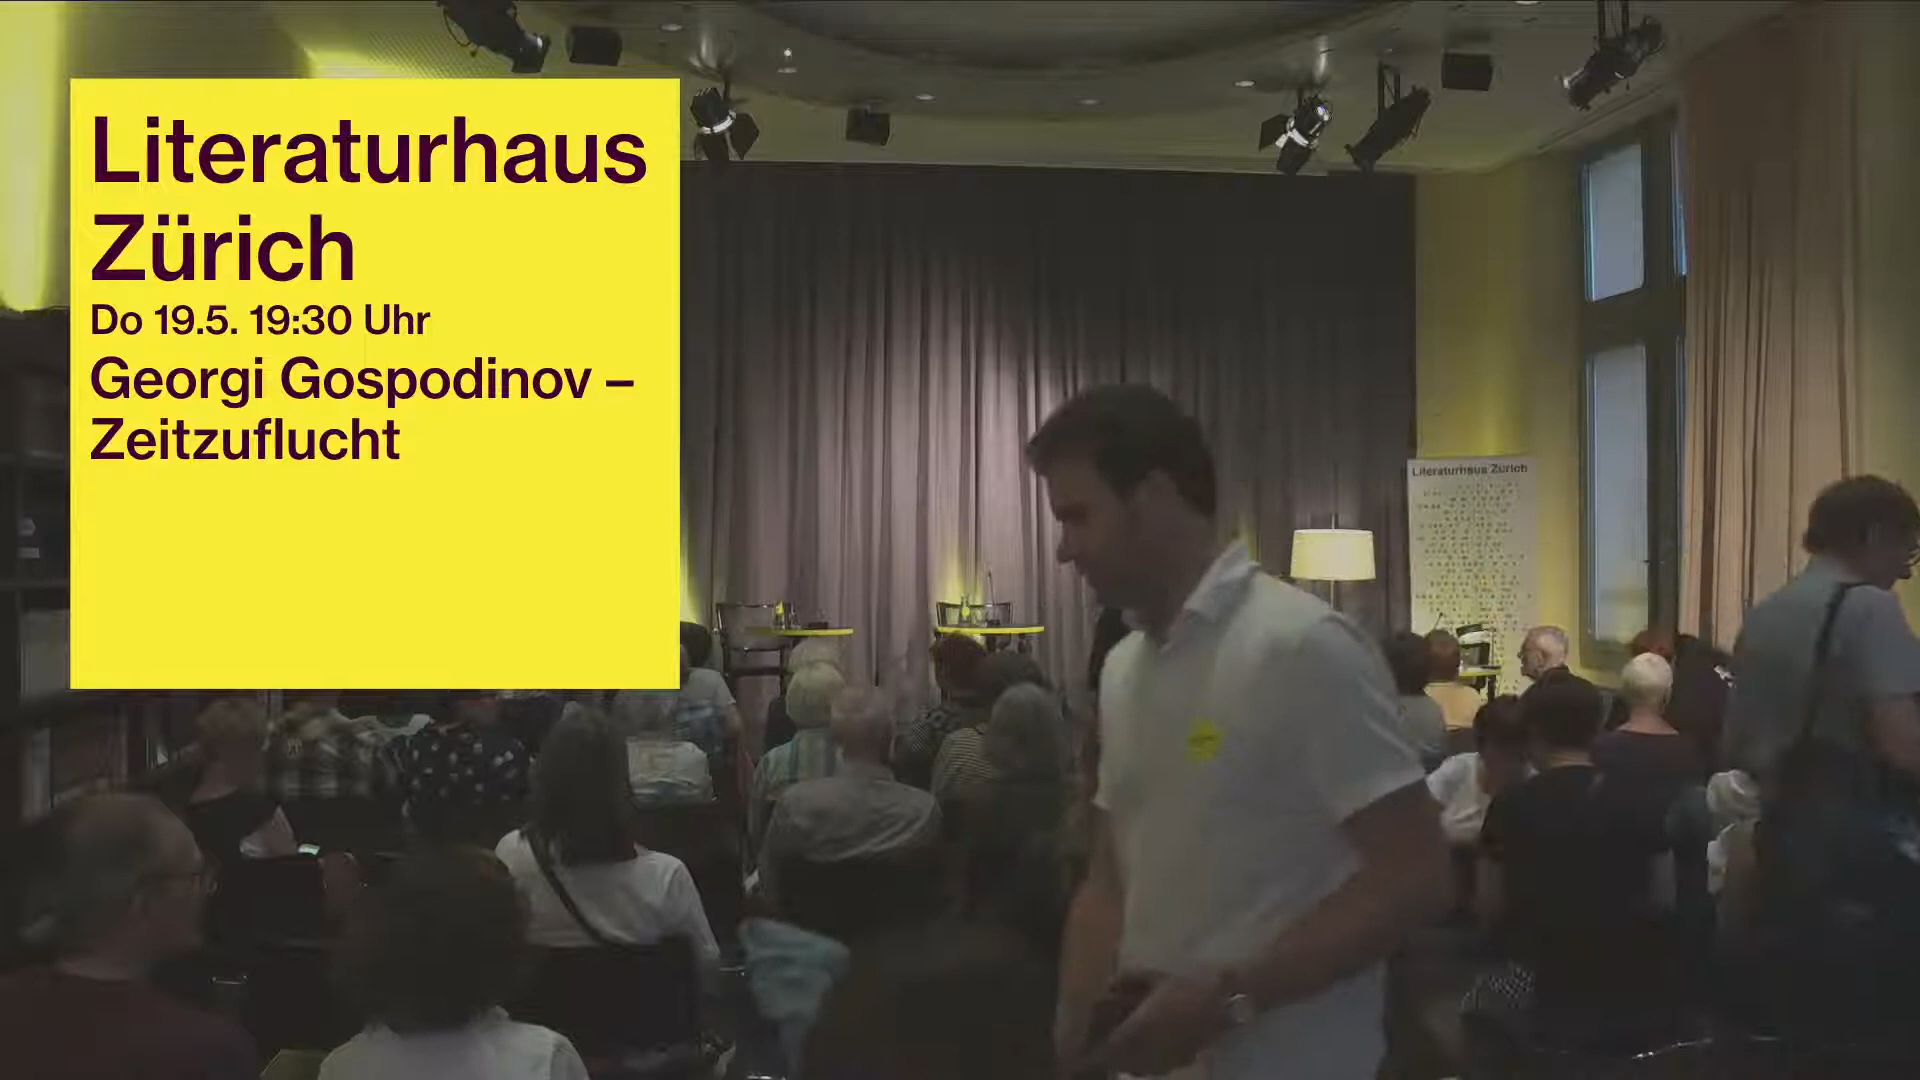 Literaturhaus
Zürich
Do 19.5. 19:30 Uhr
Georgi Gospodinov –
Zeitzuflucht
Literaturhaus Zürich